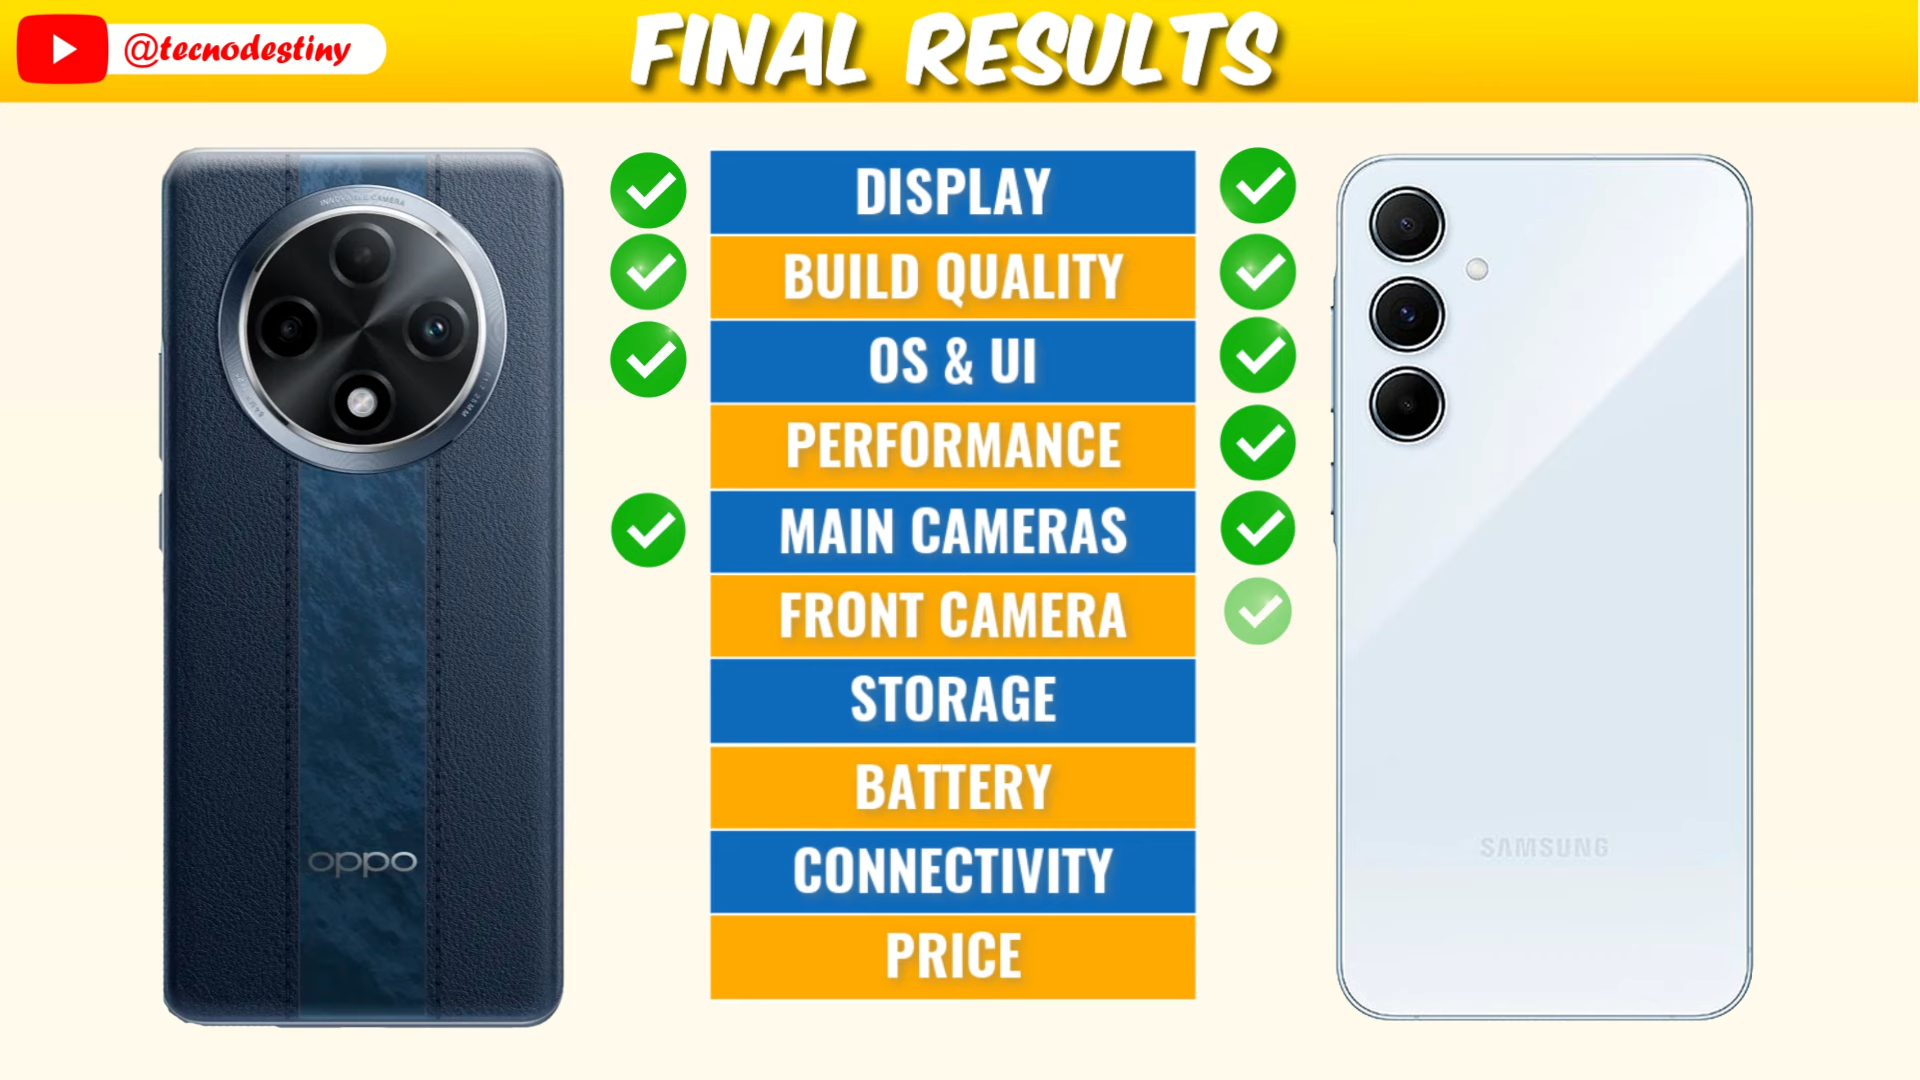 @tecnodestiny
FINAL RESULTS
DISPLAY
BUILD QUALITY
OS & UI
PERFORMANCE
MAIN CAMERAS
FRONT CAMERA
STORAGE
BATTERY
CONNECTIVITY
PRICE
oppo
SAMSUNG